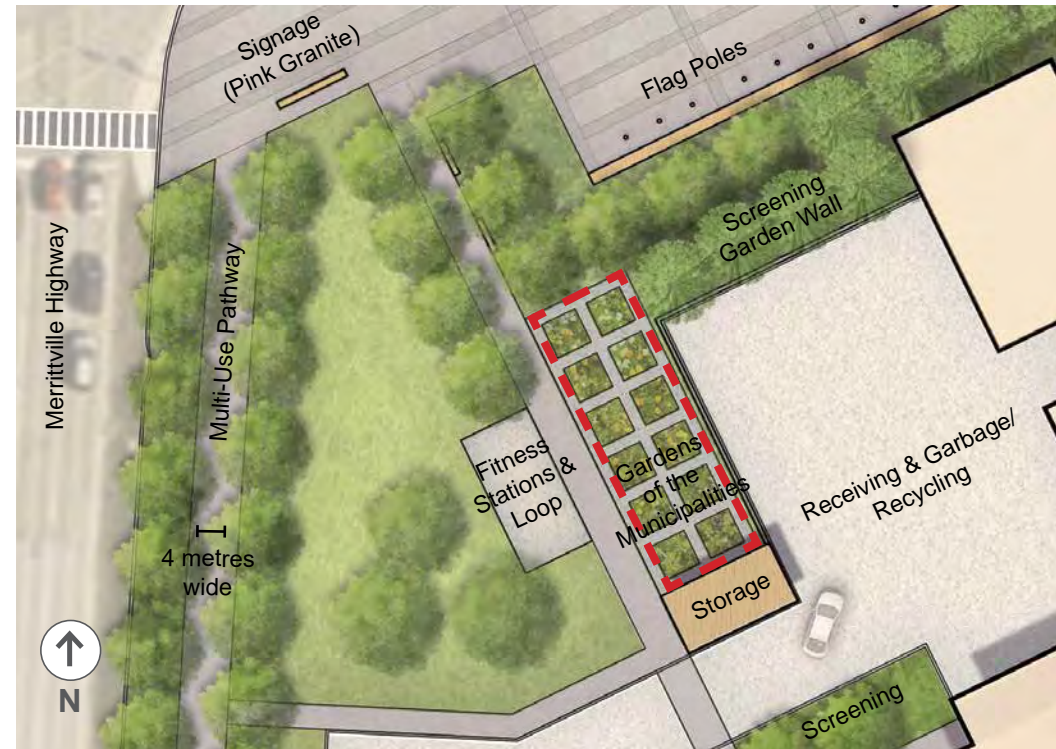 Signage
(Pink Granite)
Flag Poles
Screening
Garden Wall
Merrittville Highway
Multi-Use Pathway
Fitness
Stations &
Loop
Gardens
of the
Municipalities
Receiving & Garbage/
Recycling
4 metres
wide
Storage
N
Screening